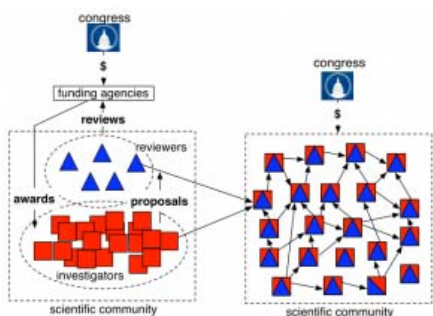 congress
$
funding agencies
reviews
reviewers
awards
proposals
investigators
scientific community
congress
$
scientific community